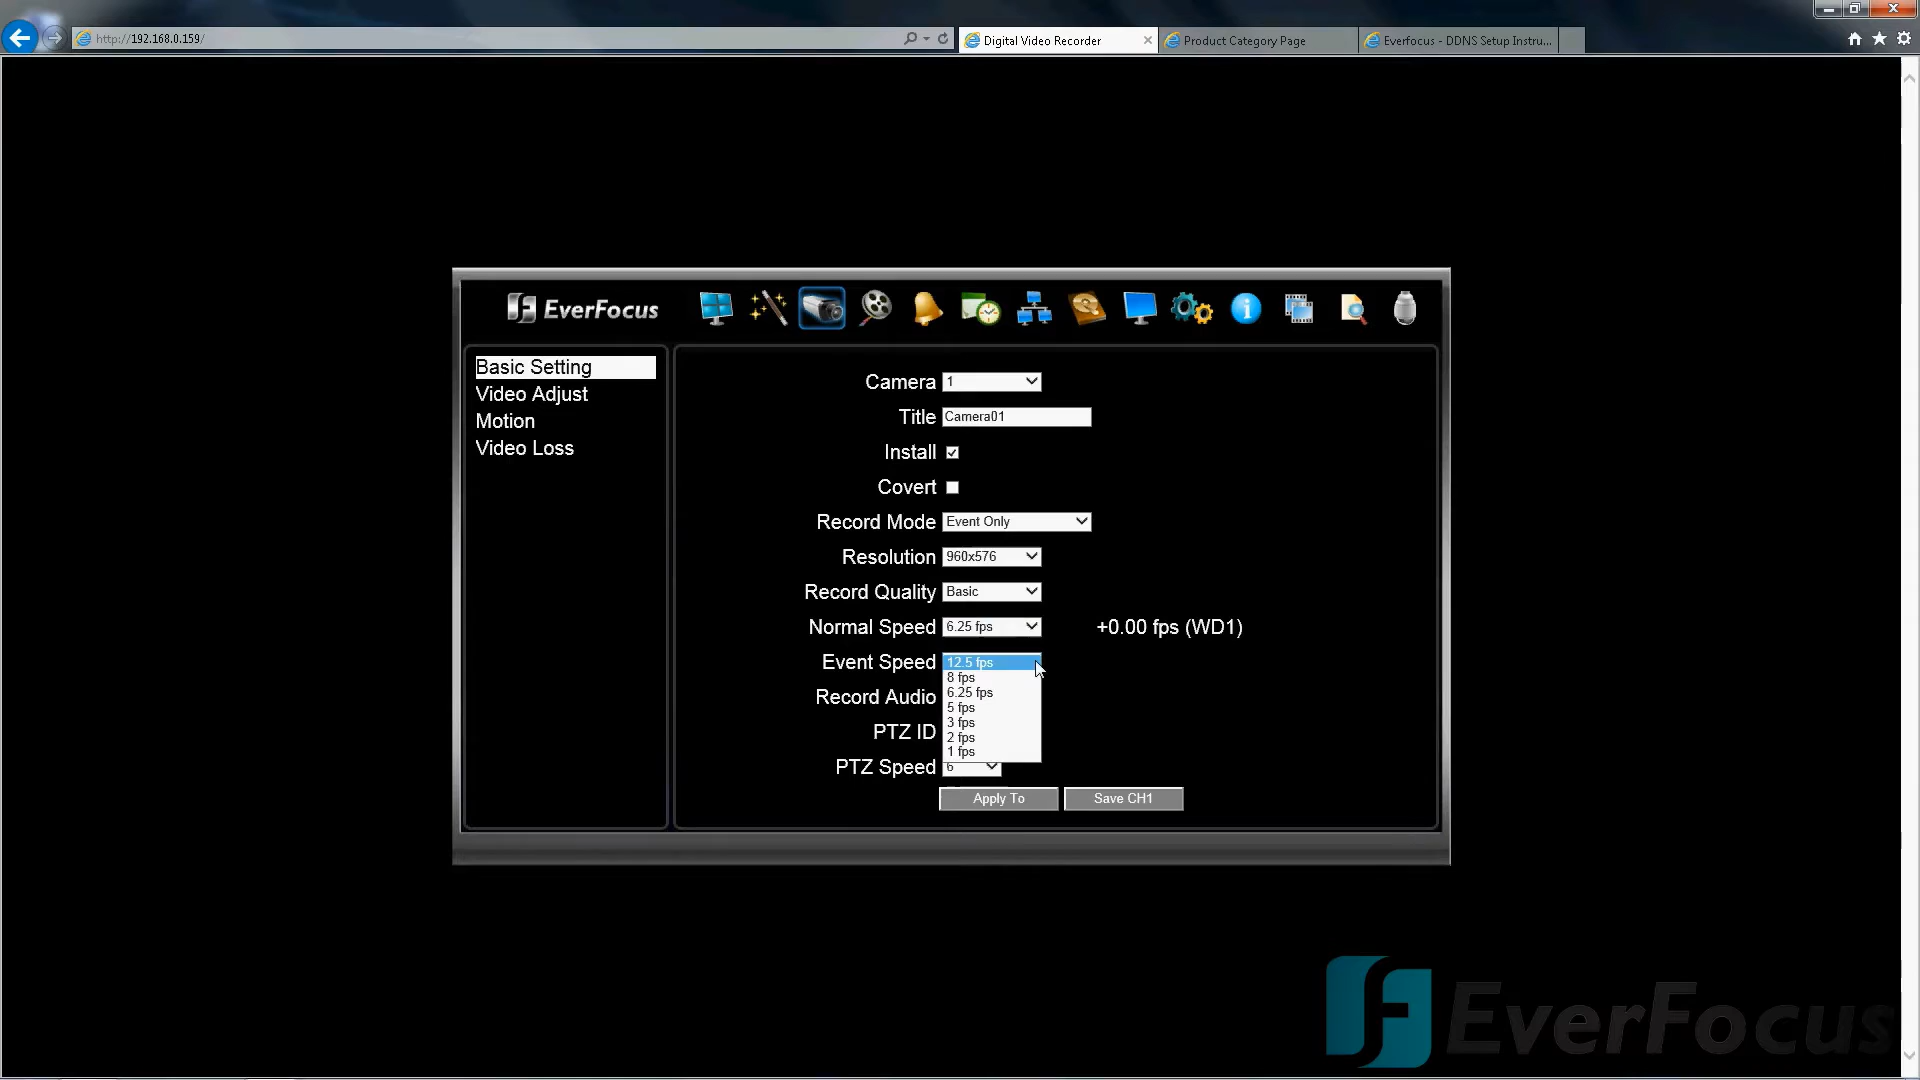 http://192.168.0.159/
Digital Video Recorder
Product Category Page
Everfocus - DDNS Setup Instru...
EverFocus
Basic Setting
Video Adjust
Motion
Video Loss
Camera 1
Title Camera01
Install
Covert
Record Mode Event Only
Resolution 960x576
Record Quality Basic
Normal Speed 6.25 fps +0.00 fps (WD1)
Event Speed 12.5 fps
8 fps
6.25 fps
Record Audio
5 fps
3 fps
PTZ ID
2 fps
1 fps
PTZ Speed 6
Apply To Save CH1
EverFocus